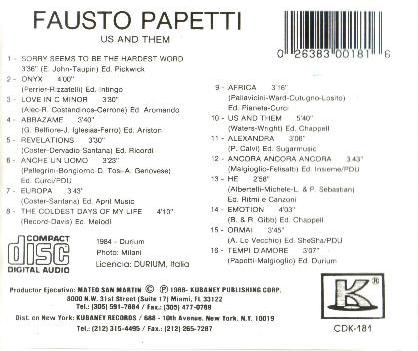 FAUSTO PAPETTI
US AND THEM
0 26383 00181 6
1 - SORRY SEEMS TO BE THE HARDEST WORD
3'36" (E. John-Taupin) Ed. Pickwick
2 - ONYX 4'00"
(Perrier-Rizzatelli) Ed. Intingo
3 - LOVE IN C MINOR 3'30"
(Alec-R. Costandinos-Cerrone) Ed. Aromando
4 - ABRAZAME 3'40"
(G. Belfiore-J. Iglesias-Ferro) Ed. Ariston
5 - REVELATIONS 3'30"
(Coster-Dervadio-Santana) Ed. Ricordi
6 - ANCHE UN UOMO 3'23"
(Pellegrini-Bongiorno-D. Tosi-A. Genovese)
Ed. Curci/PDU
7 - EUROPA 3'43"
(Coster-Santana) Ed. April Music
8 - THE COLDEST DAYS OF MY LIFE 4'10"
(Record-Davis) Ed. Melodi
9 - AFRICA 3'16"
(Pallavicini-Ward-Cutugno-Losito)
Ed. Pianeta-Curci
10 - US AND THEM 5'40"
(Waters-Wright) Ed. Chappell
11 - ALEXANDRA 3'06"
(P. Calvi) Ed. Sugarmusic
12 - ANCORA ANCORA ANCORA 3.43"
(Malgioglio-Felisatti) Ed. Insieme/PDU
13 - HE 2'58"
(Albertelli-Michele-L. & P. Sebastian)
Ed. Ritmi e Canzoni
14 - EMOTION 4'03"
(B. & R. Gibb) Ed. Chappell
15 - ORMAI 3'45"
(A. Lo Vecchio) Ed. SheSha/PDU
16 - TEMPI D'AMORE 3'07"
(Papetti-Malgioglio) Ed. Durium
COMPACT
disc
DIGITAL AUDIO
1984 - Durium
Photo: Milani
Licencia: DURIUM, Italia
Productor Ejecutivo: MATEO SAN MARTIN © 1988- KUBANEY PUBLISHING CORP.
8000 N.W. 31st Street (Suite 17) Miami, FL 33122
Tel: (305) 591-7684 / Fax: (305) 477-0789
Dist. on New York: KUBANEY RECORDS / 688 - 10th Avenue. New York, N.Y. 10019
Tel: (212) 315-4495 / Fax: (212) 265-7287
K
CDK-181